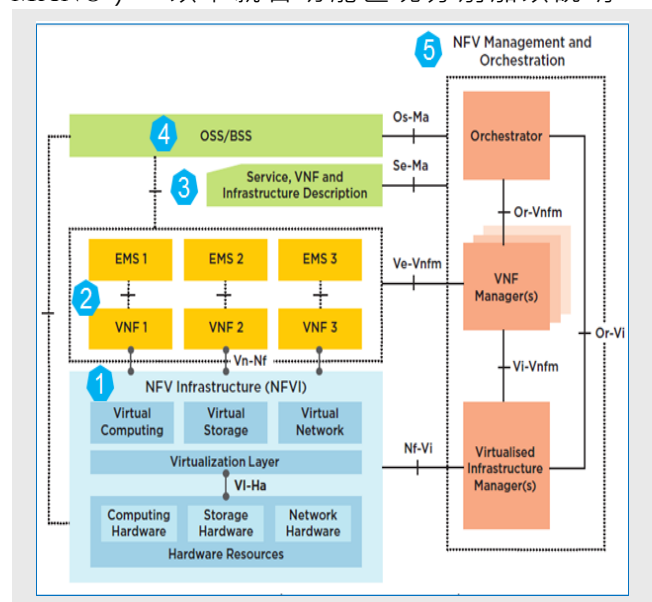 5 NFV Management and
Orchestration
Os-Ma
4 OSS/BSS
Orchestrator
Se-Ma
3 Service, VNF and
Infrastructure Description
Or-Vnfm
EMS 1 EMS 2 EMS 3
Ve-Vnfm
VNF
Manager(s)
2
VNF 1 VNF 2 VNF 3
Or-Vi
Vn-Nf
Vi-Vnfm
1 NFV Infrastructure (NFVI)
Virtual
Computing
Virtual
Storage
Virtual
Network
Nf-Vi
Virtualised
Infrastructure
Manager(s)
Virtualization Layer
VI-Ha
Computing
Hardware
Storage
Hardware
Network
Hardware
Hardware Resources